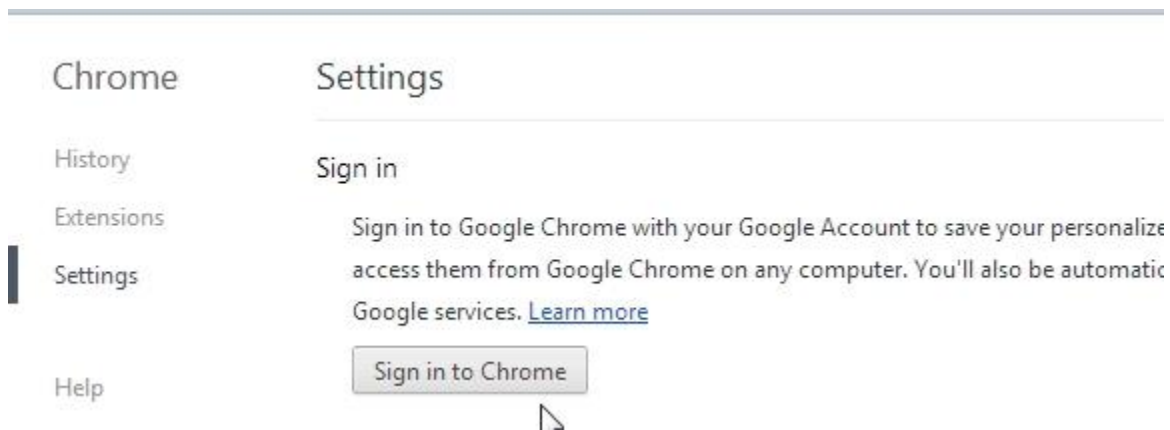 Chrome
History
Extensions
Settings
Help
Settings
Sign in
Sign in to Google Chrome with your Google Account to save your personalize
access them from Google Chrome on any computer. You'll also be automatic
Google services. Learn more
Sign in to Chrome